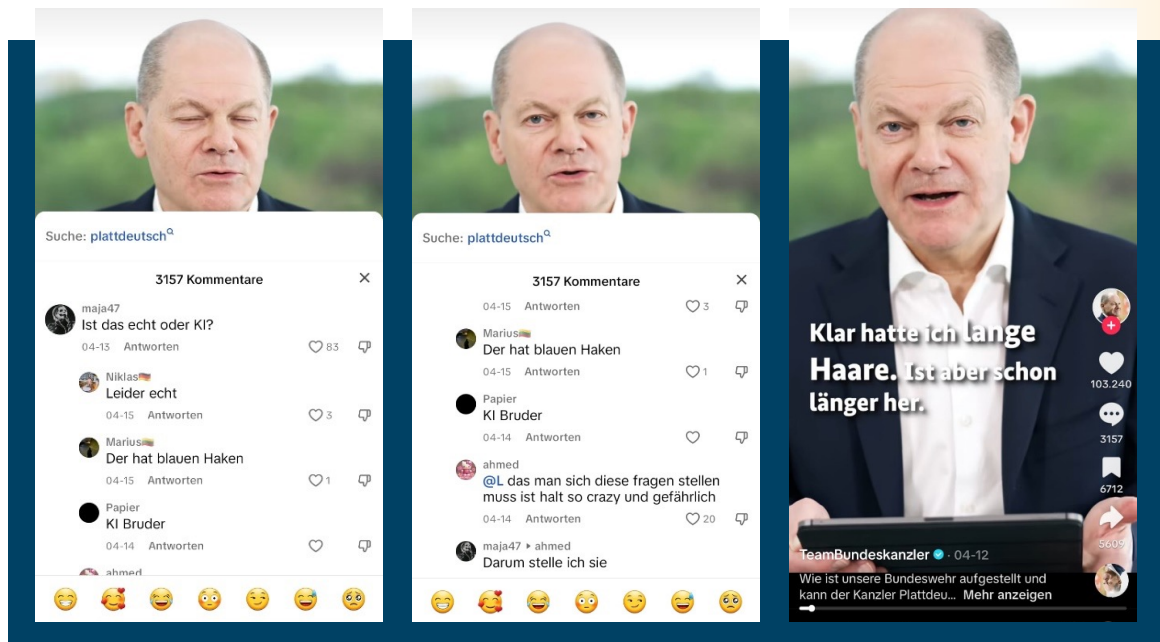 Suche: plattdeutsch
3157 Kommentare
maja47
Ist das echt oder KI?
04-13 Antworten 83
Niklas
Leider echt
04-15 Antworten 3
Marius
Der hat blauen Haken
04-15 Antworten 1
Papier
KI Bruder
04-14 Antworten
ahmed
Suche: plattdeutsch
3157 Kommentare
04-15 Antworten 3
Marius
Der hat blauen Haken
04-15 Antworten 1
Papier
KI Bruder
04-14 Antworten
ahmed
@L das man sich diese fragen stellen
muss ist halt so crazy und gefährlich
04-14 Antworten 20
maja47 ▸ ahmed
Darum stelle ich sie
Klar hatte ich lange
Haare. Ist aber schon
länger her.
103.240
3157
6712
5609
TeamBundeskanzler · 04-12
Wie ist unsere Bundeswehr aufgestellt und
kann der Kanzler Plattdeu... Mehr anzeigen